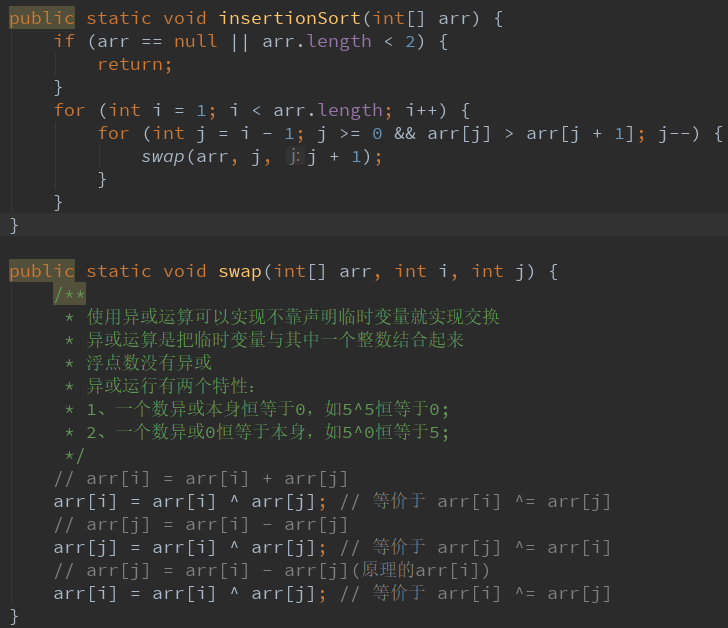 public static void insertionSort(int[] arr) {
    if (arr == null || arr.length < 2) {
        return;
    }
    for (int i = 1; i < arr.length; i++) {
        for (int j = i - 1; j >= 0 && arr[j] > arr[j + 1]; j--) {
            swap(arr, j, j: j + 1);
        }
    }
}
public static void swap(int[] arr, int i, int j) {
    /**
     * 使用异或运算可以实现不靠声明临时变量就实现交换
     * 异或运算是把临时变量与其中一个整数结合起来
     * 浮点数没有异或
     * 异或运行有两个特性：
     * 1、一个数异或本身恒等于0，如5^5恒等于0；
     * 2、一个数异或0恒等于本身，如5^0恒等于5；
     */
    // arr[i] = arr[i] + arr[j]
    arr[i] = arr[i] ^ arr[j]; // 等价于 arr[i] ^= arr[j]
    // arr[j] = arr[i] - arr[j]
    arr[j] = arr[i] ^ arr[j]; // 等价于 arr[j] ^= arr[i]
    // arr[j] = arr[i] - arr[j](原理的arr[i])
    arr[i] = arr[i] ^ arr[j]; // 等价于 arr[i] ^= arr[j]
}